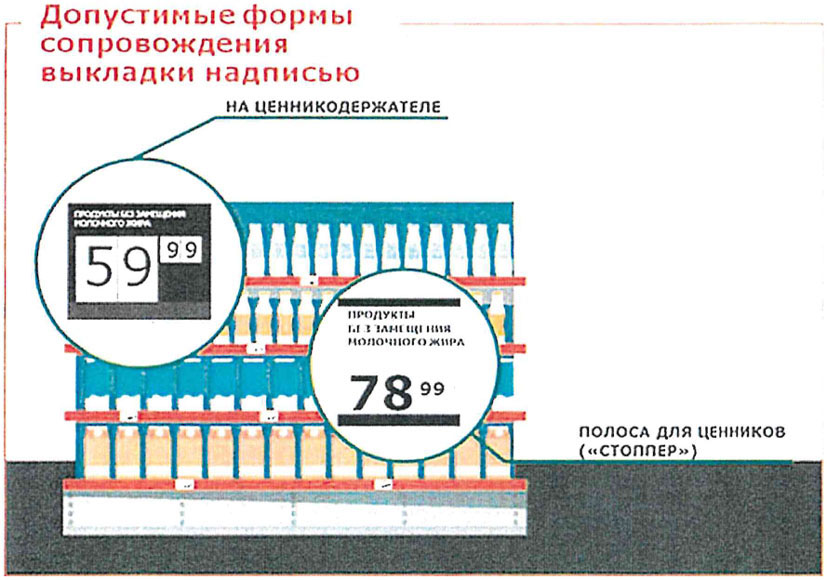 Допустимые формы
сопровождения
выкладки надписью
НА ЦЕННИКОДЕРЖАТЕЛЕ
ПРОДУКТЫ БЕЗ ЗАМЕЩЕНИЯ
МОЛОЧНОГО ЖИРА
59 99
ПРОДУКТЫ
БЕЗ ЗАМЕЩЕНИЯ
МОЛОЧНОГО ЖИРА
78 99
ПОЛОСА ДЛЯ ЦЕННИКОВ
(«СТОППЕР»)